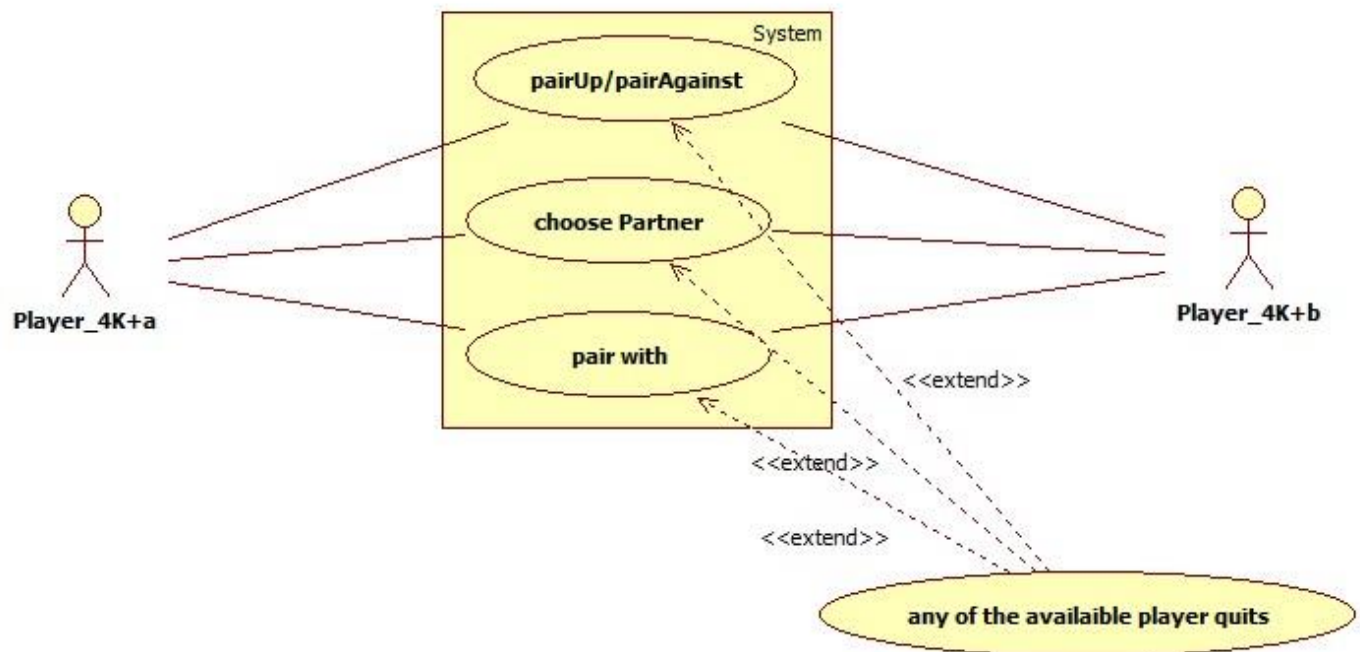 System
pairUp/pairAgainst
choose Partner
Player_4K+a
Player_4K+b
pair with
<<extend>>
<<extend>>
<<extend>>
any of the availaible player quits